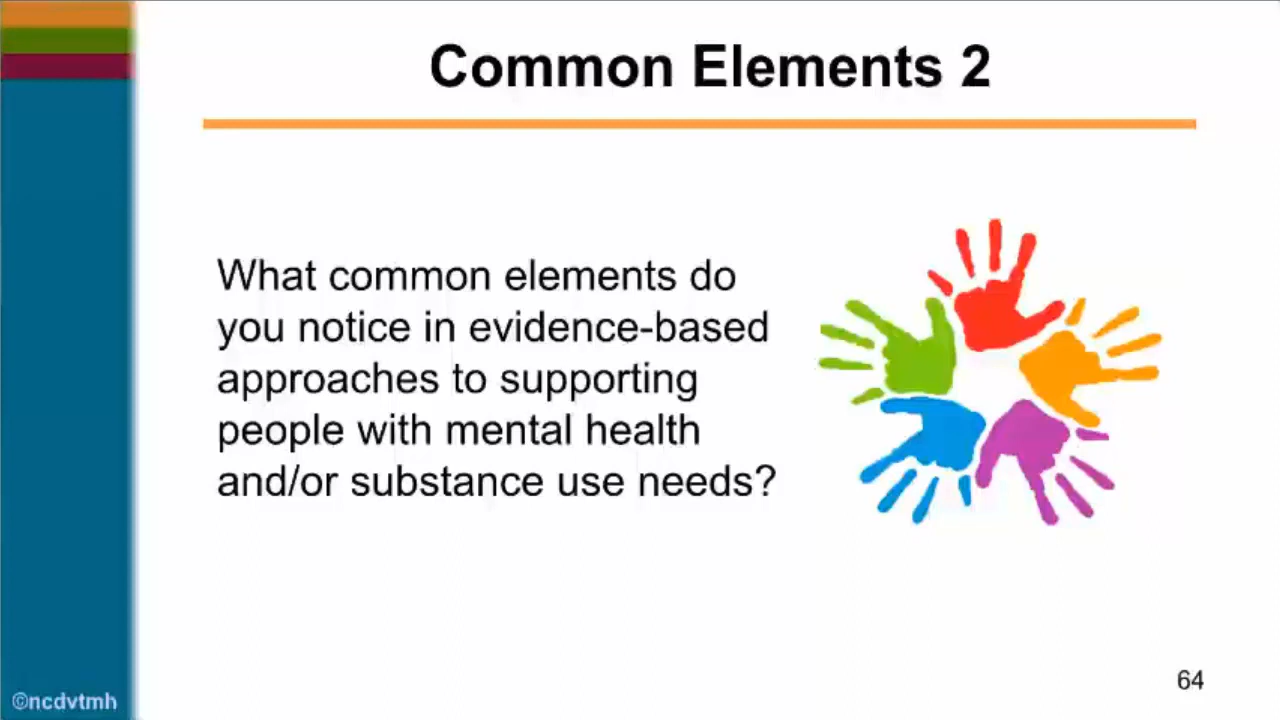 Common Elements 2
What common elements do
you notice in evidence-based
approaches to supporting
people with mental health
and/or substance use needs?
64
©ncdvtmh